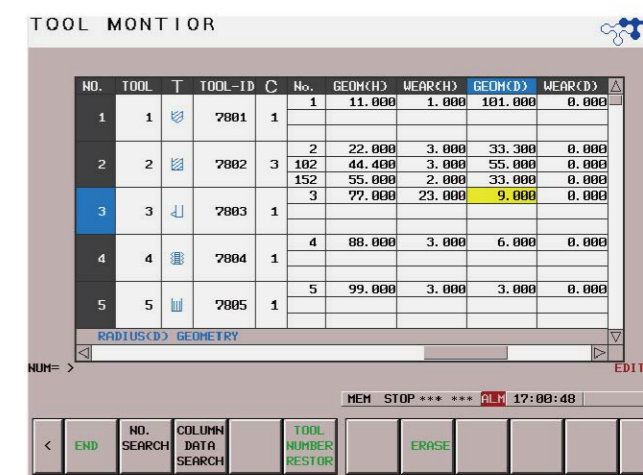 TOOL MONTIOR
NO. TOOL T TOOL-ID C No. GEOM(H) WEAR(H) GEOM(D) WEAR(D)
1 1 7801 1 1 11.000 1.000 101.000 0.000
2 2 7802 3 2 22.000 3.000 33.300 0.000
102 44.400 3.000 55.000 0.000
152 55.000 2.000 33.000 0.000
3 3 7803 1 3 77.000 23.000 9.000 0.000
4 4 7804 1 4 88.000 3.000 6.000 0.000
5 5 7805 1 5 99.000 3.000 3.000 0.000
RADIUS(D) GEOMETRY
NUM= >
EDIT
MEM STOP *** *** ALM 17:00:48
< END NO. SEARCH COLUMN DATA SEARCH TOOL NUMBER RESTOR ERASE